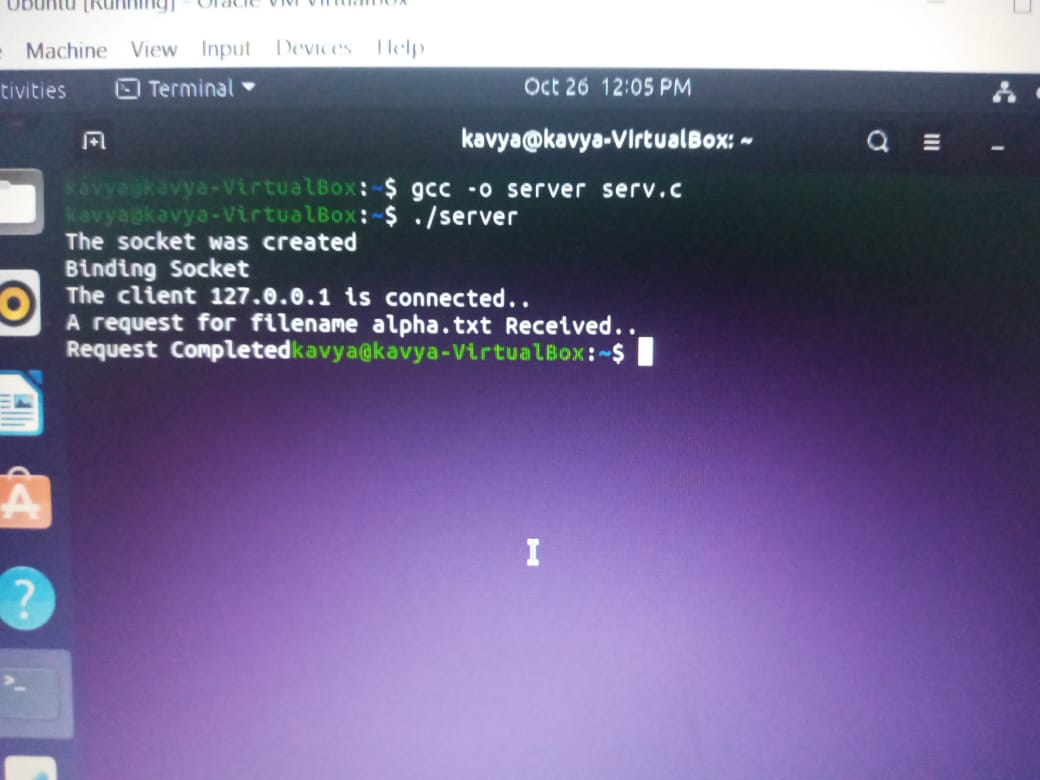 Ubuntu [Running] - Oracle VM VirtualBox
Machine View Input Devices Help
tivities Terminal Oct 26 12:05 PM
kavya@kavya-VirtualBox: ~
kavya@kavya-VirtualBox:~$ gcc -o server serv.c
kavya@kavya-VirtualBox:~$ ./server
The socket was created
Binding Socket
The client 127.0.0.1 is connected..
A request for filename alpha.txt Received..
Request Completedkavya@kavya-VirtualBox:~$